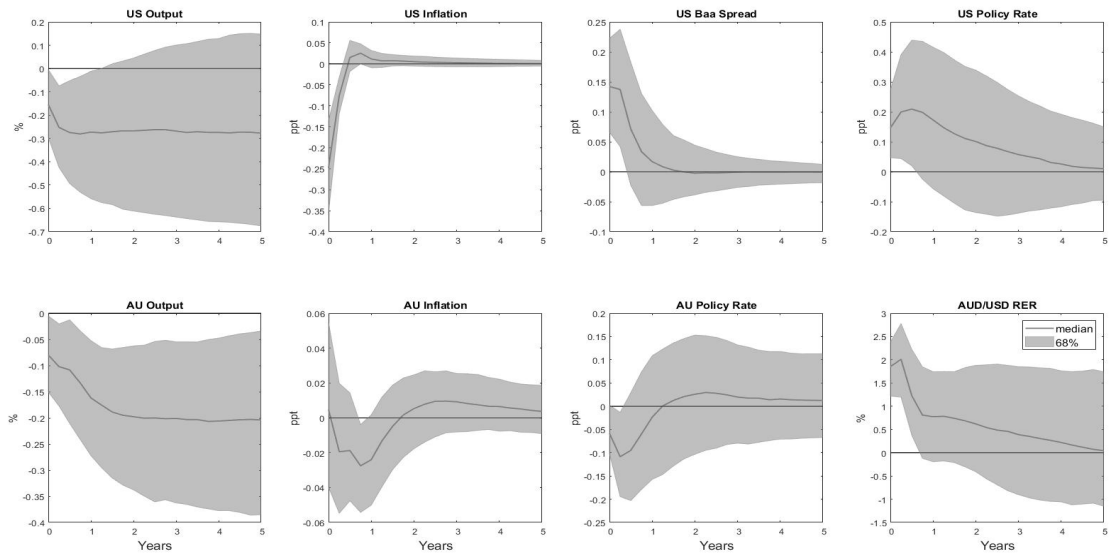 US Output
US Inflation
US Baa Spread
US Policy Rate
0.2
0.1
0
-0.1
-0.2
-0.3
-0.4
-0.5
-0.6
-0.7
%
0 1 2 3 4 5
0.1
0.05
0
-0.05
-0.1
-0.15
-0.2
-0.25
-0.3
-0.35
-0.4
ppt
0 1 2 3 4 5
0.25
0.2
0.15
0.1
0.05
0
-0.05
-0.1
ppt
0 1 2 3 4 5
0.5
0.4
0.3
0.2
0.1
0
-0.1
-0.2
ppt
0 1 2 3 4 5
AU Output
AU Inflation
AU Policy Rate
AUD/USD RER
0
-0.05
-0.1
-0.15
-0.2
-0.25
-0.3
-0.35
-0.4
%
0 1 2 3 4 5
Years
0.06
0.04
0.02
0
-0.02
-0.04
-0.06
ppt
0 1 2 3 4 5
Years
0.2
0.15
0.1
0.05
0
-0.05
-0.1
-0.15
-0.2
-0.25
ppt
0 1 2 3 4 5
Years
3
2.5
2
1.5
1
0.5
0
-0.5
-1
-1.5
%
median
68%
0 1 2 3 4 5
Years